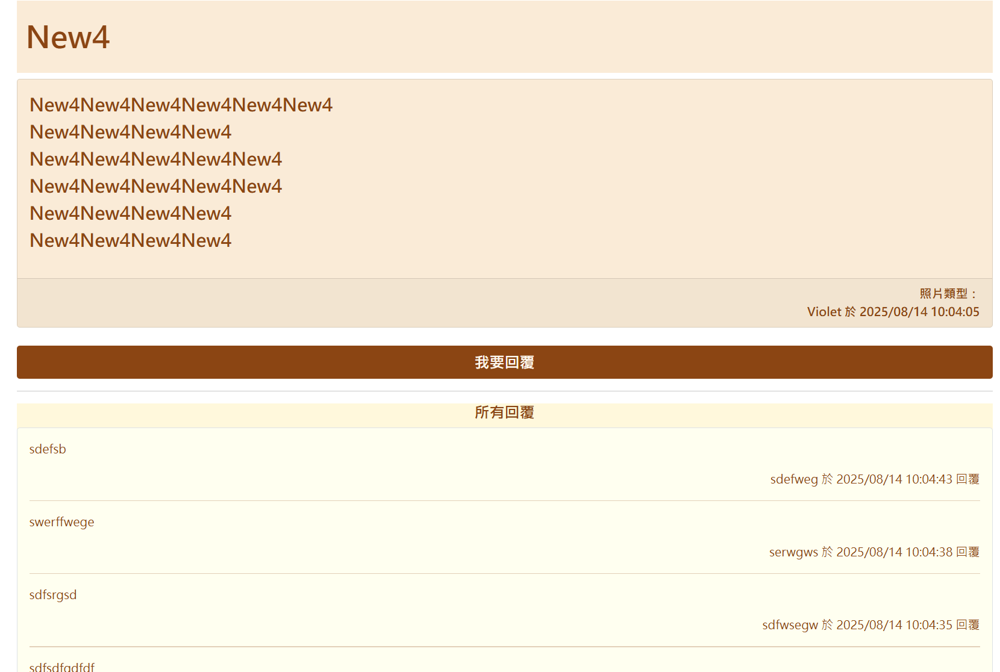 New4
New4New4New4New4New4New4
New4New4New4New4
New4New4New4New4New4
New4New4New4New4New4
New4New4New4New4
New4New4New4New4
照片類型：
Violet 於 2025/08/14 10:04:05
我要回覆
所有回覆
sdefsb
sdefweg 於 2025/08/14 10:04:43 回覆
swerffwege
serwgws 於 2025/08/14 10:04:38 回覆
sdfsrgsd
sdfwsegw 於 2025/08/14 10:04:35 回覆